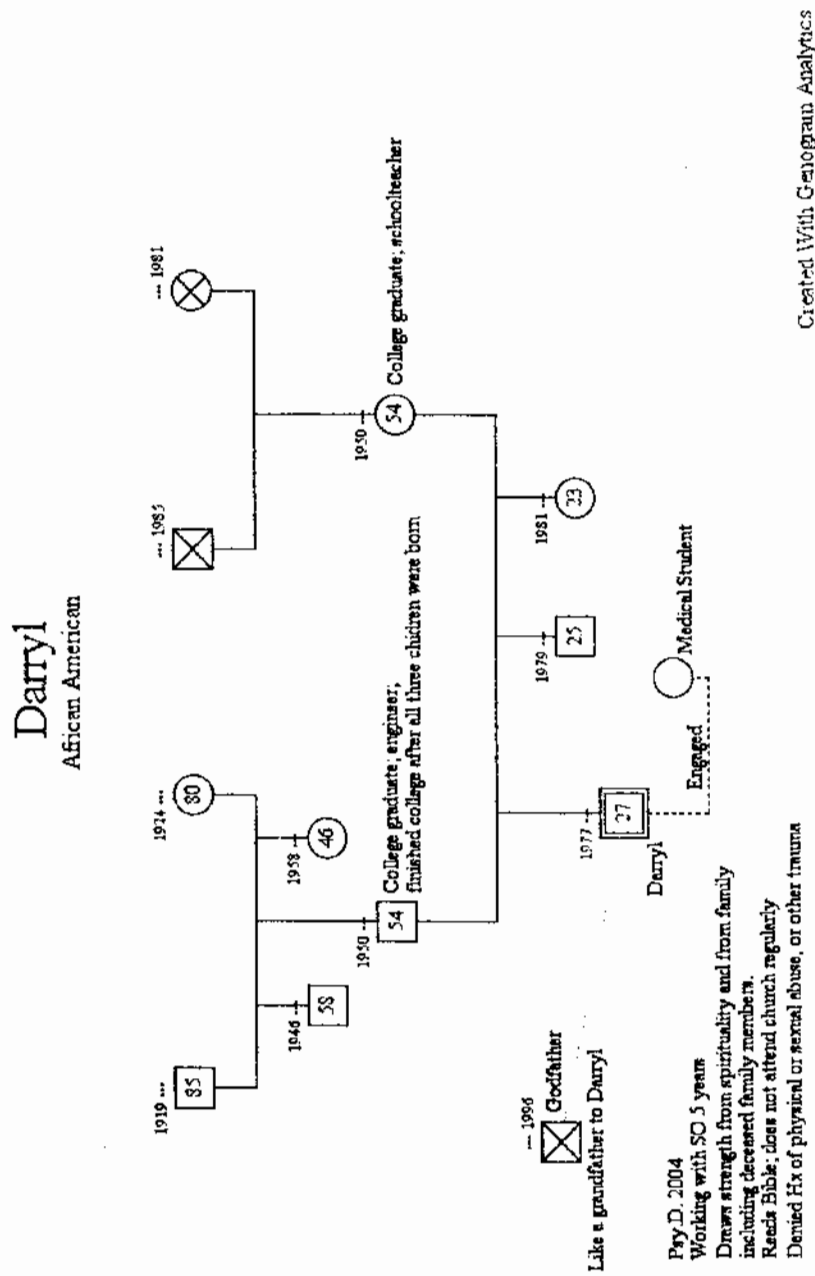 Darryl
African American
1919 ---
85
1924 ---
80
--- 1985
--- 1981
1946 ---
58
1950 ---
54
College graduate; engineer;
finished college after all three chidren were born
1958 ---
46
1950 ---
54
College graduate; schoolteacher
1977 ---
27
Darryl
Engaged
Medical Student
1979 ---
25
1981 ---
23
--- 1996
Godfather
Like a grandfather to Darryl
Psy.D. 2004
Working with SO 5 years
Draws strength from spirituality and from family
including deceased family members.
Reads Bible; does not attend church regularly
Denied Hx of physical or sexual abuse, or other trauma
Created With Genogram Analytics